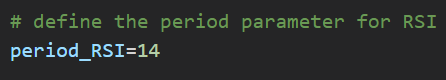 # define the period parameter for RSI
period_RSI=14